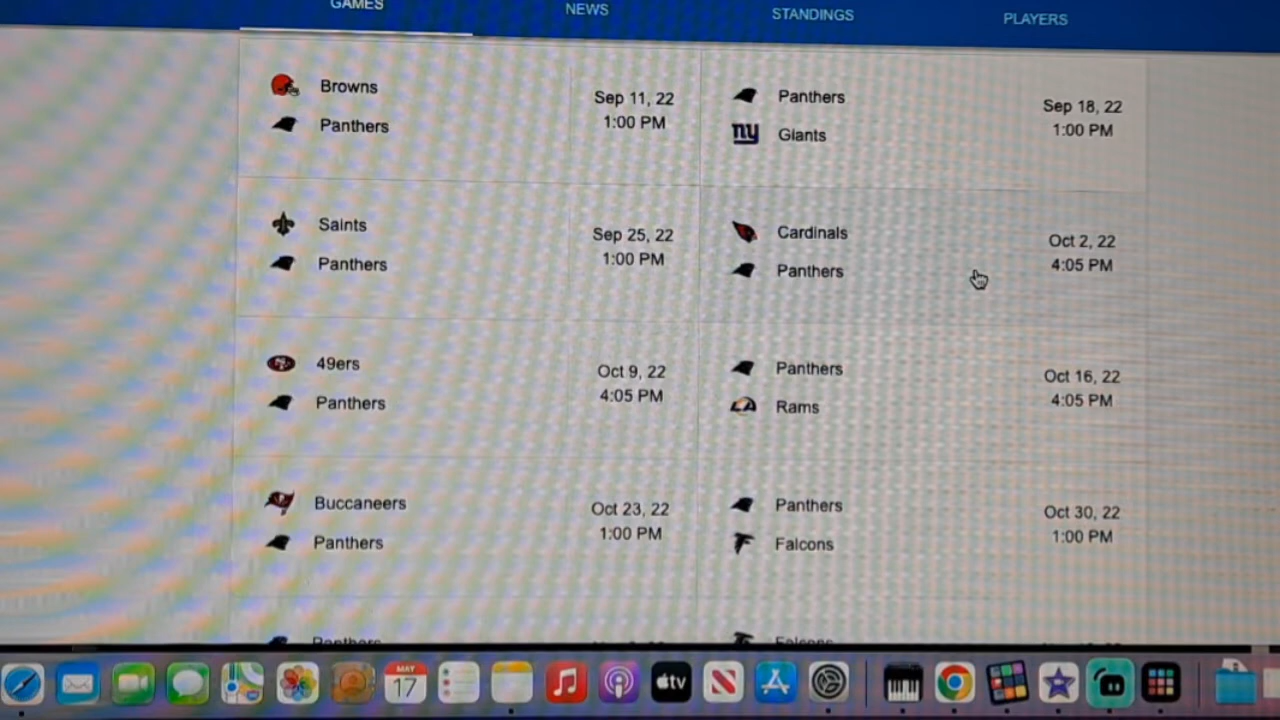 GAMES
NEWS
STANDINGS
PLAYERS
Browns
Panthers
Sep 11, 22
1:00 PM
Panthers
Giants
Sep 18, 22
1:00 PM
Saints
Panthers
Sep 25, 22
1:00 PM
Cardinals
Panthers
Oct 2, 22
4:05 PM
49ers
Panthers
Oct 9, 22
4:05 PM
Panthers
Rams
Oct 16, 22
4:05 PM
Buccaneers
Panthers
Oct 23, 22
1:00 PM
Panthers
Falcons
Oct 30, 22
1:00 PM
Panthers
Falcons
MAY
17
tv